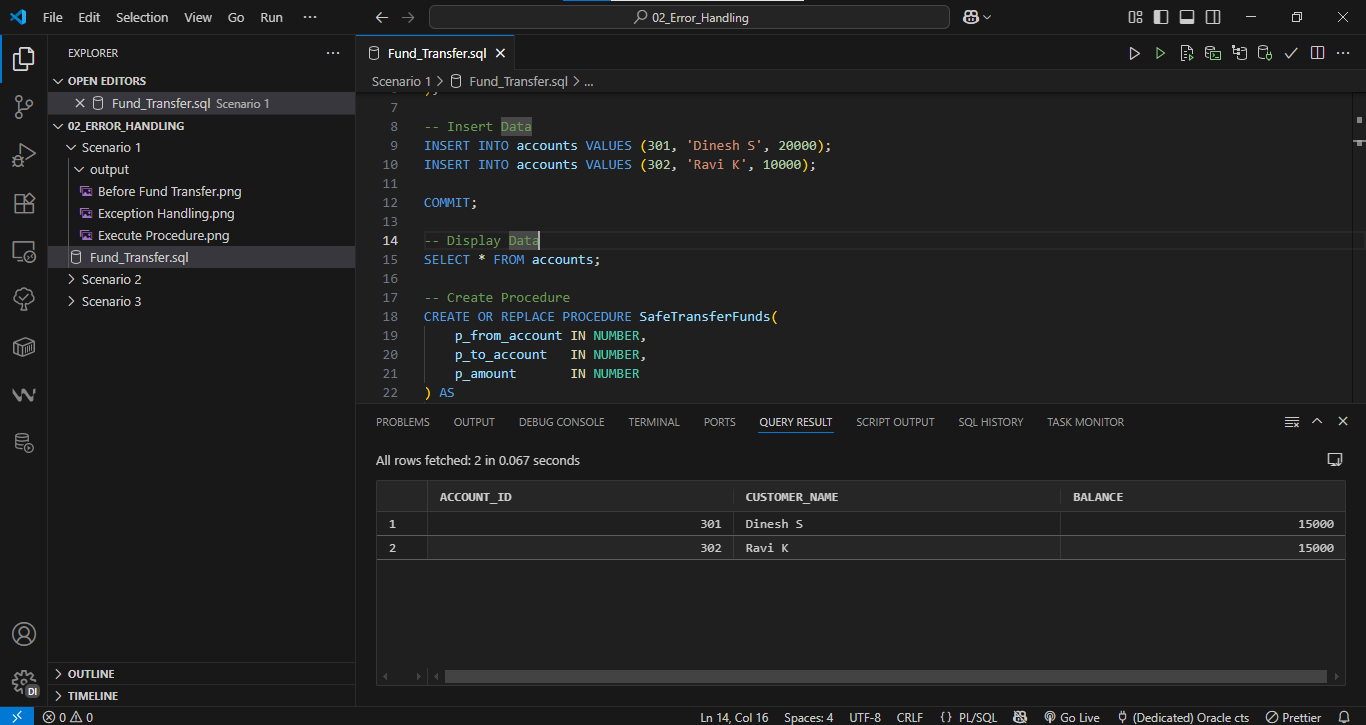 File Edit Selection View Go Run ···
02_Error_Handling
EXPLORER ···
OPEN EDITORS
Fund_Transfer.sql Scenario 1
02_ERROR_HANDLING
Scenario 1
output
Before Fund Transfer.png
Exception Handling.png
Execute Procedure.png
Fund_Transfer.sql
Scenario 2
Scenario 3
OUTLINE
TIMELINE
Fund_Transfer.sql
Scenario 1 > Fund_Transfer.sql > ...
7
8 -- Insert Data
9 INSERT INTO accounts VALUES (301, 'Dinesh S', 20000);
10 INSERT INTO accounts VALUES (302, 'Ravi K', 10000);
11
12 COMMIT;
13
14 -- Display Data
15 SELECT * FROM accounts;
16
17 -- Create Procedure
18 CREATE OR REPLACE PROCEDURE SafeTransferFunds(
19 p_from_account IN NUMBER,
20 p_to_account IN NUMBER,
21 p_amount IN NUMBER
22 ) AS
PROBLEMS OUTPUT DEBUG CONSOLE TERMINAL PORTS QUERY RESULT SCRIPT OUTPUT SQL HISTORY TASK MONITOR
All rows fetched: 2 in 0.067 seconds
ACCOUNT_ID CUSTOMER_NAME BALANCE
1 301 Dinesh S 15000
2 302 Ravi K 15000
DI
0 0 Ln 14, Col 16 Spaces: 4 UTF-8 CRLF {} PL/SQL Go Live (Dedicated) Oracle cts Prettier